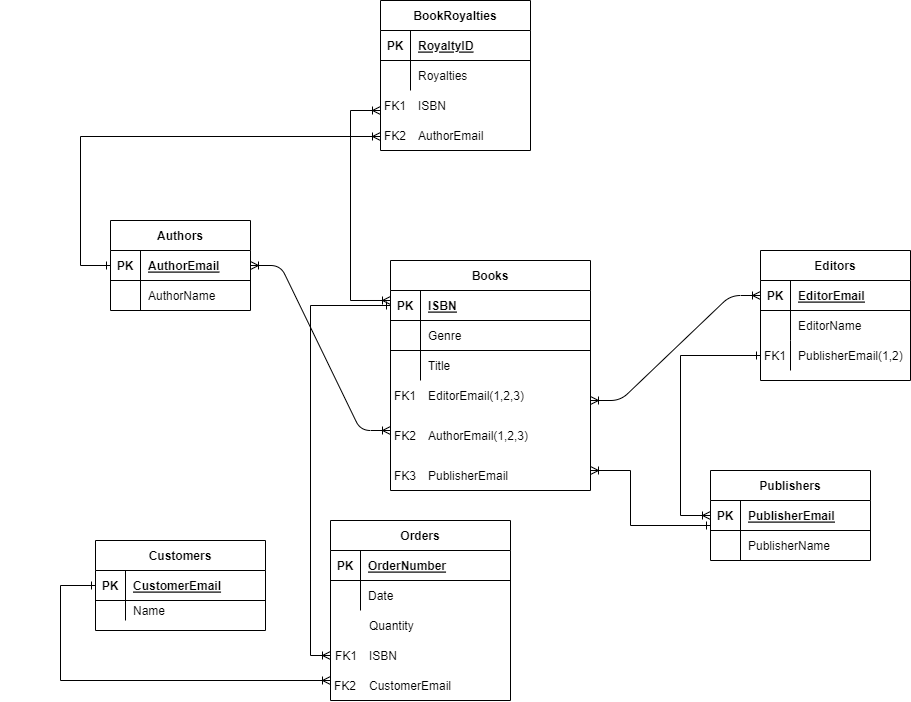 BookRoyalties
PK RoyaltyID
Royalties
FK1 ISBN
FK2 AuthorEmail
Authors
PK AuthorEmail
AuthorName
Books
PK ISBN
Genre
Title
FK1 EditorEmail(1,2,3)
FK2 AuthorEmail(1,2,3)
FK3 PublisherEmail
Editors
PK EditorEmail
EditorName
FK1 PublisherEmail(1,2)
Publishers
PK PublisherEmail
PublisherName
Customers
PK CustomerEmail
Name
Orders
PK OrderNumber
Date
Quantity
FK1 ISBN
FK2 CustomerEmail